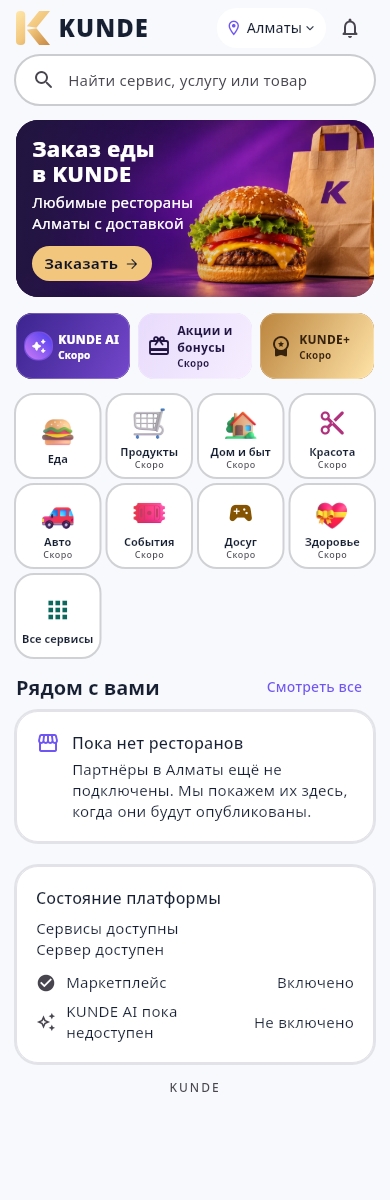 KUNDE
Алматы
Найти сервис, услугу или товар
Заказ еды
в KUNDE
Любимые рестораны
Алматы с доставкой
Заказать →
K
KUNDE AI
Скоро
Акции и
бонусы
Скоро
KUNDE+
Скоро
Еда
Продукты
Скоро
Дом и быт
Скоро
Красота
Скоро
Авто
Скоро
События
Скоро
Досуг
Скоро
Здоровье
Скоро
Все сервисы
Рядом с вами
Смотреть все
Пока нет ресторанов
Партнёры в Алматы ещё не
подключены. Мы покажем их здесь,
когда они будут опубликованы.
Состояние платформы
Сервисы доступны
Сервер доступен
Маркетплейс
Включено
KUNDE AI пока
недоступен
Не включено
KUNDE